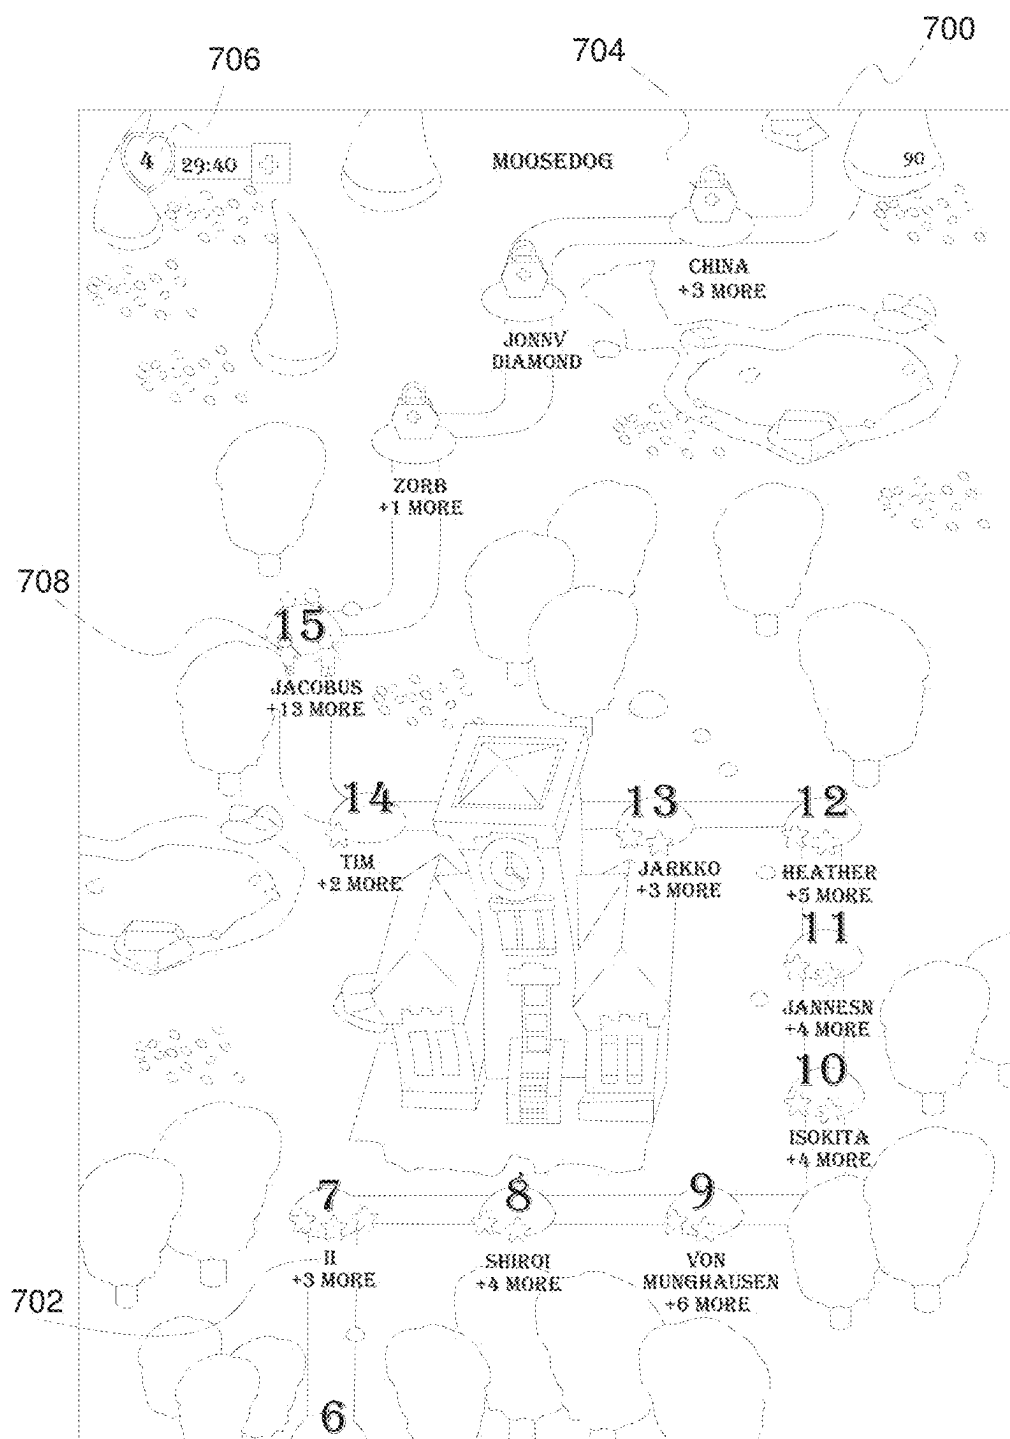 700
704
706
4
29:40
MOOSEDOG
90
CHINA
+3 MORE
JONNY
DIAMOND
ZORB
+1 MORE
708
15
JACOBUS
+13 MORE
14
13
12
TIM
+2 MORE
JARKKO
+3 MORE
HEATHER
+5 MORE
11
JANNESN
+4 MORE
10
ISOKITA
+4 MORE
7
8
9
II
+3 MORE
SHIROI
+4 MORE
VON
MUNGHAUSEN
+6 MORE
702
6